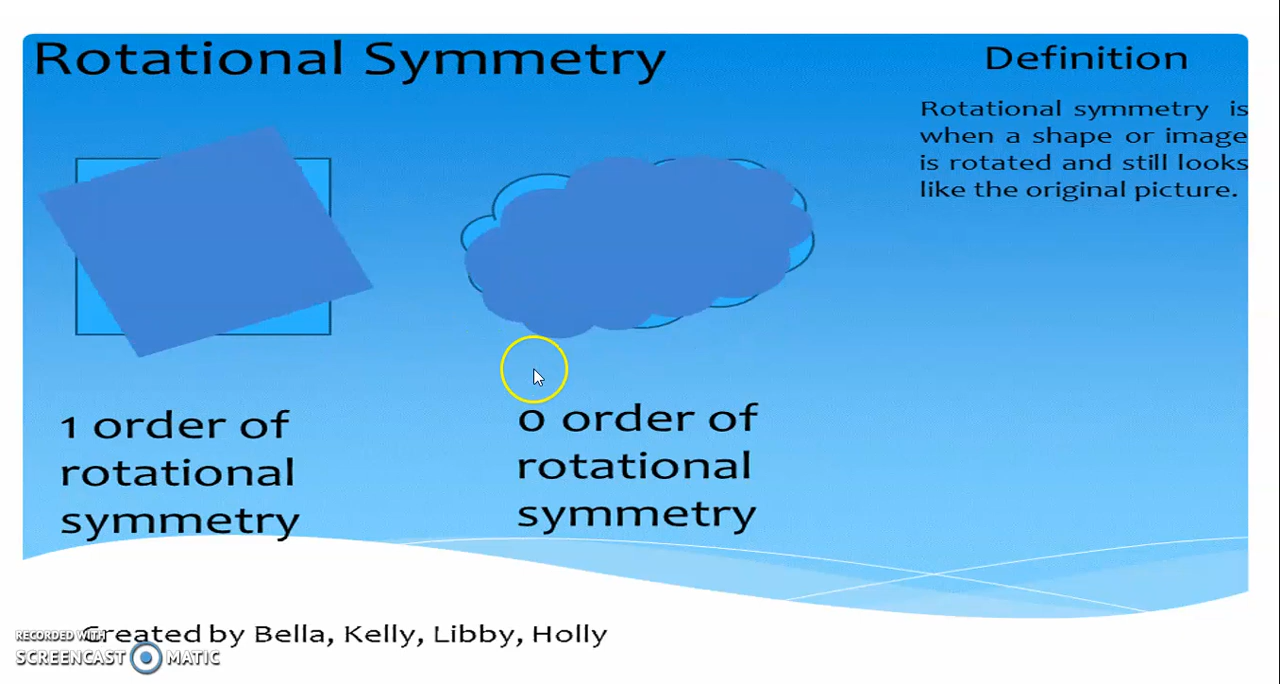 Rotational Symmetry
Definition
Rotational symmetry is
when a shape or image
is rotated and still looks
like the original picture.
1 order of
rotational
symmetry
0 order of
rotational
symmetry
Created by Bella, Kelly, Libby, Holly
RECORDED WITH
SCREENCAST MATIC